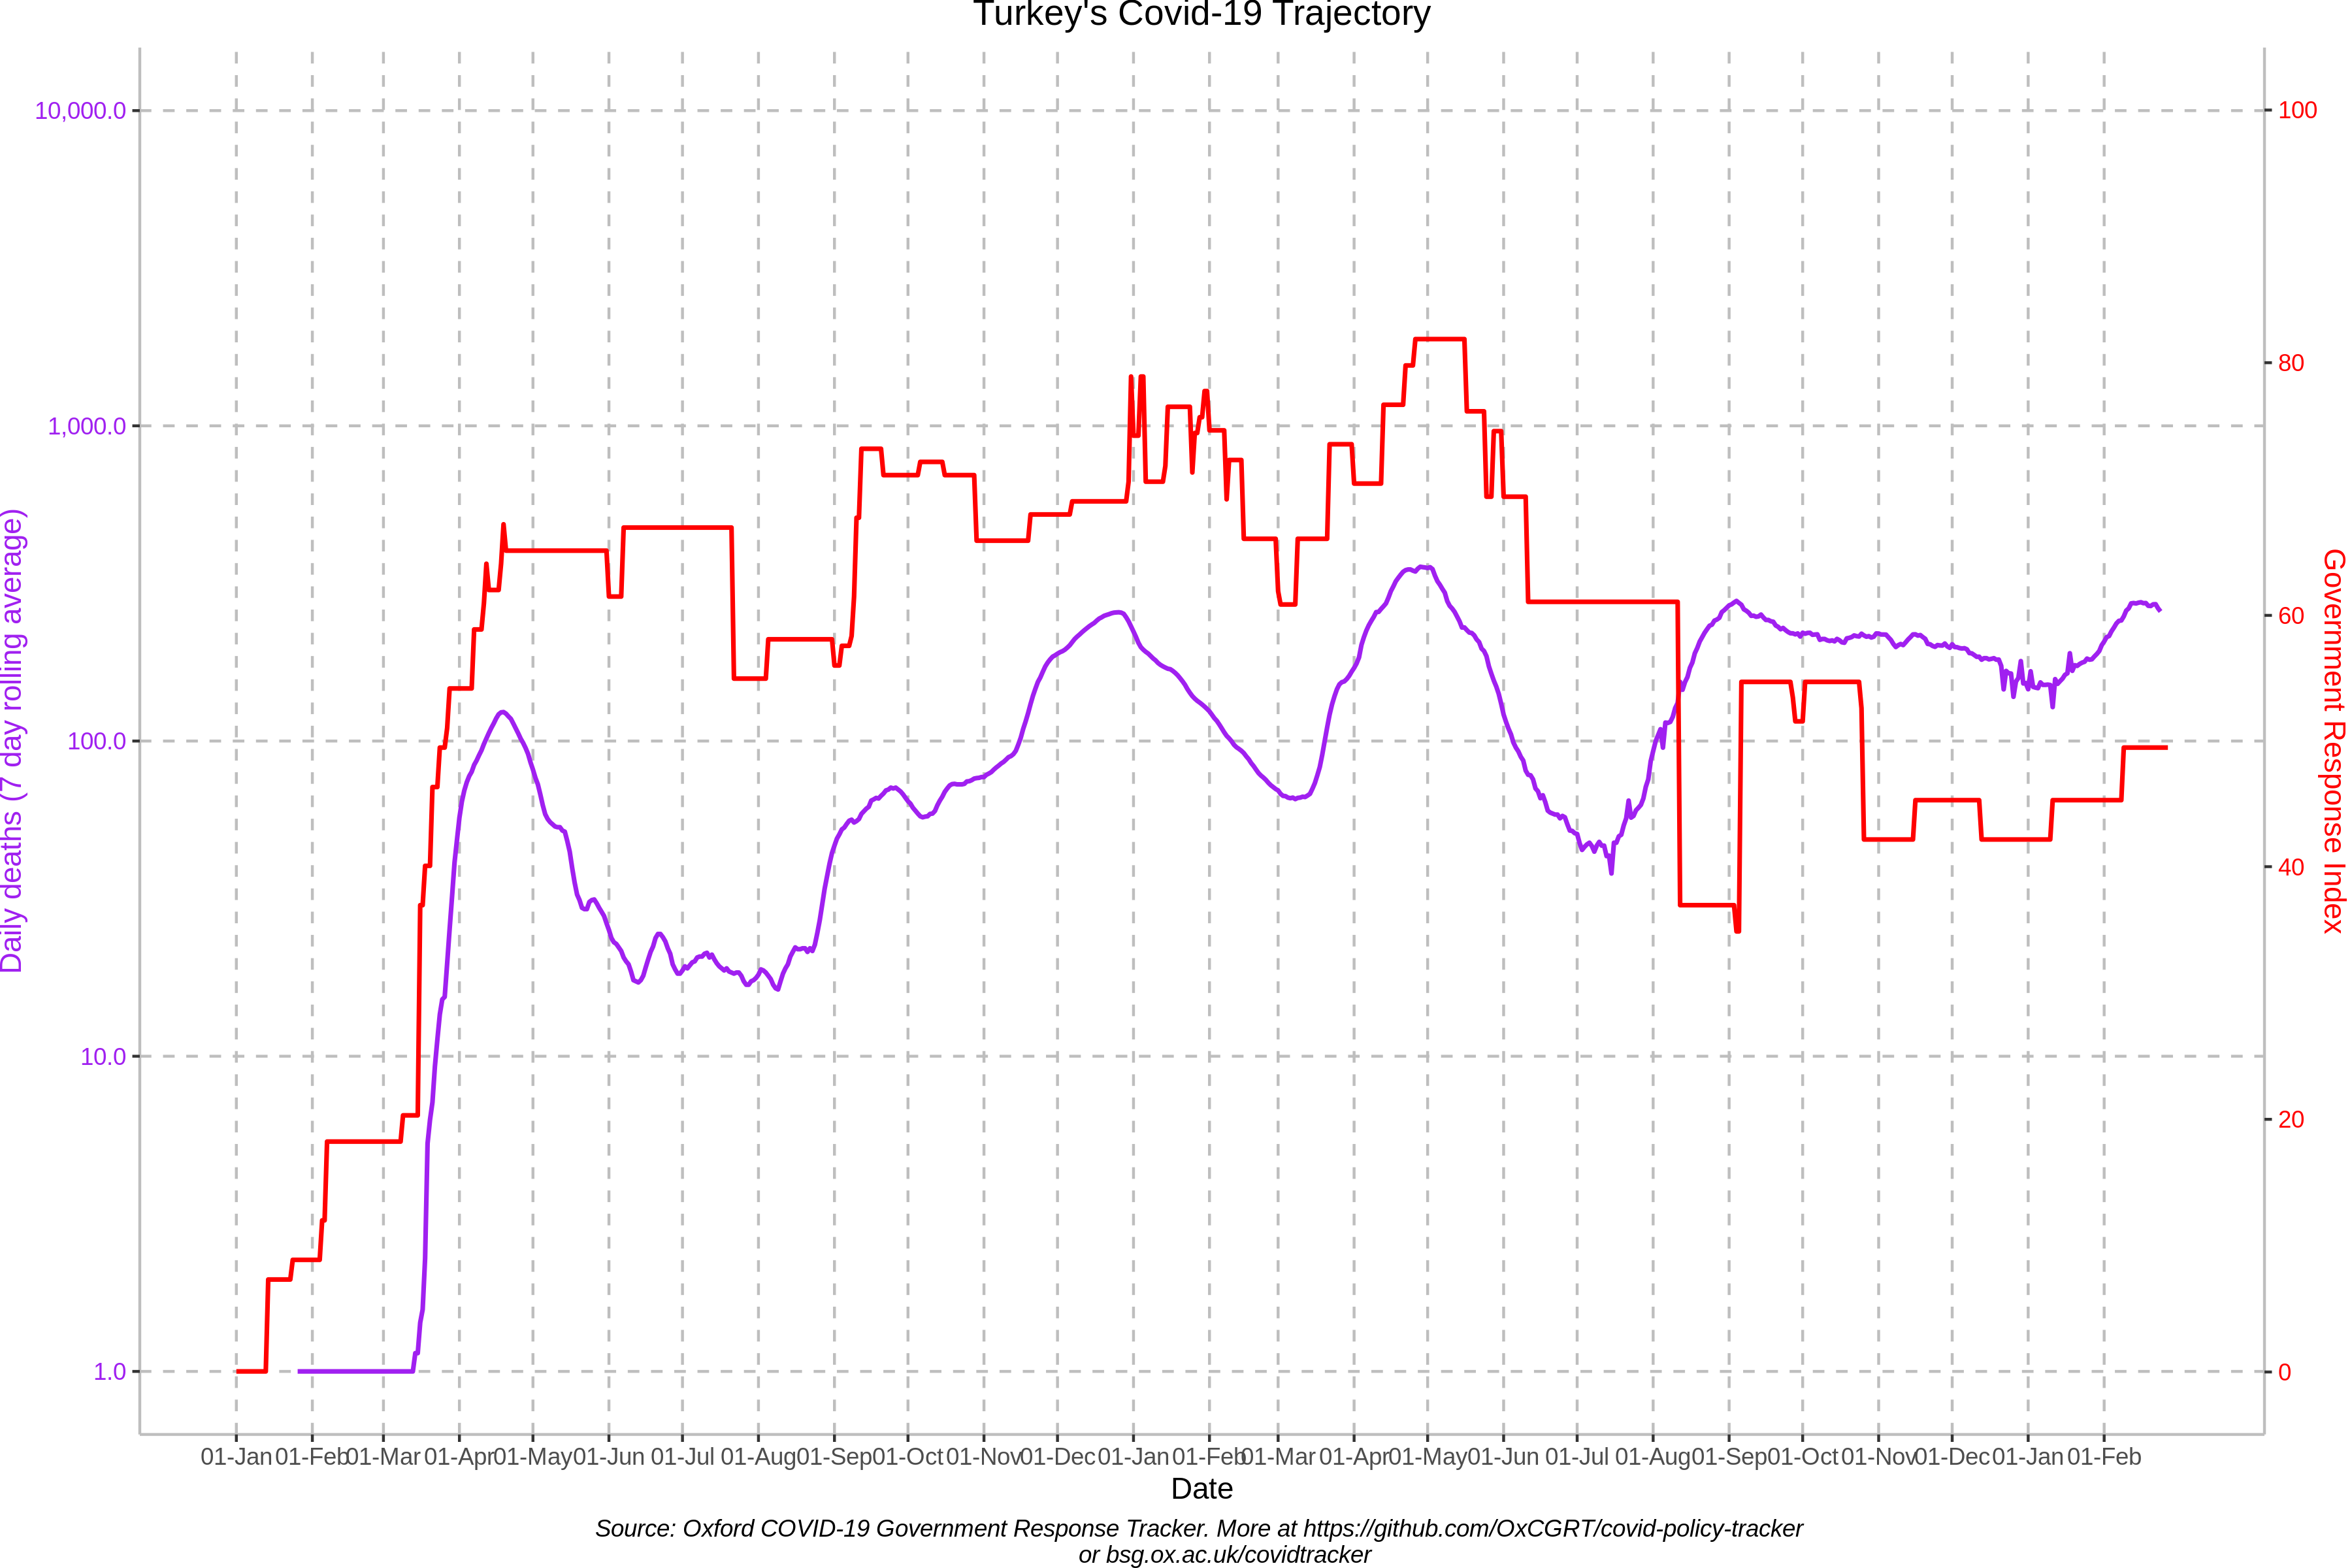 Turkey's Covid-19 Trajectory
Daily deaths (7 day rolling average)
10,000.0
1,000.0
100.0
10.0
1.0
Government Response Index
100
80
60
40
20
0
01-Jan 01-Feb 01-Mar 01-Apr 01-May 01-Jun 01-Jul 01-Aug 01-Sep 01-Oct 01-Nov 01-Dec 01-Jan 01-Feb 01-Mar 01-Apr 01-May 01-Jun 01-Jul 01-Aug 01-Sep 01-Oct 01-Nov 01-Dec 01-Jan 01-Feb
Date
Source: Oxford COVID-19 Government Response Tracker. More at https://github.com/OxCGRT/covid-policy-tracker
or bsg.ox.ac.uk/covidtracker